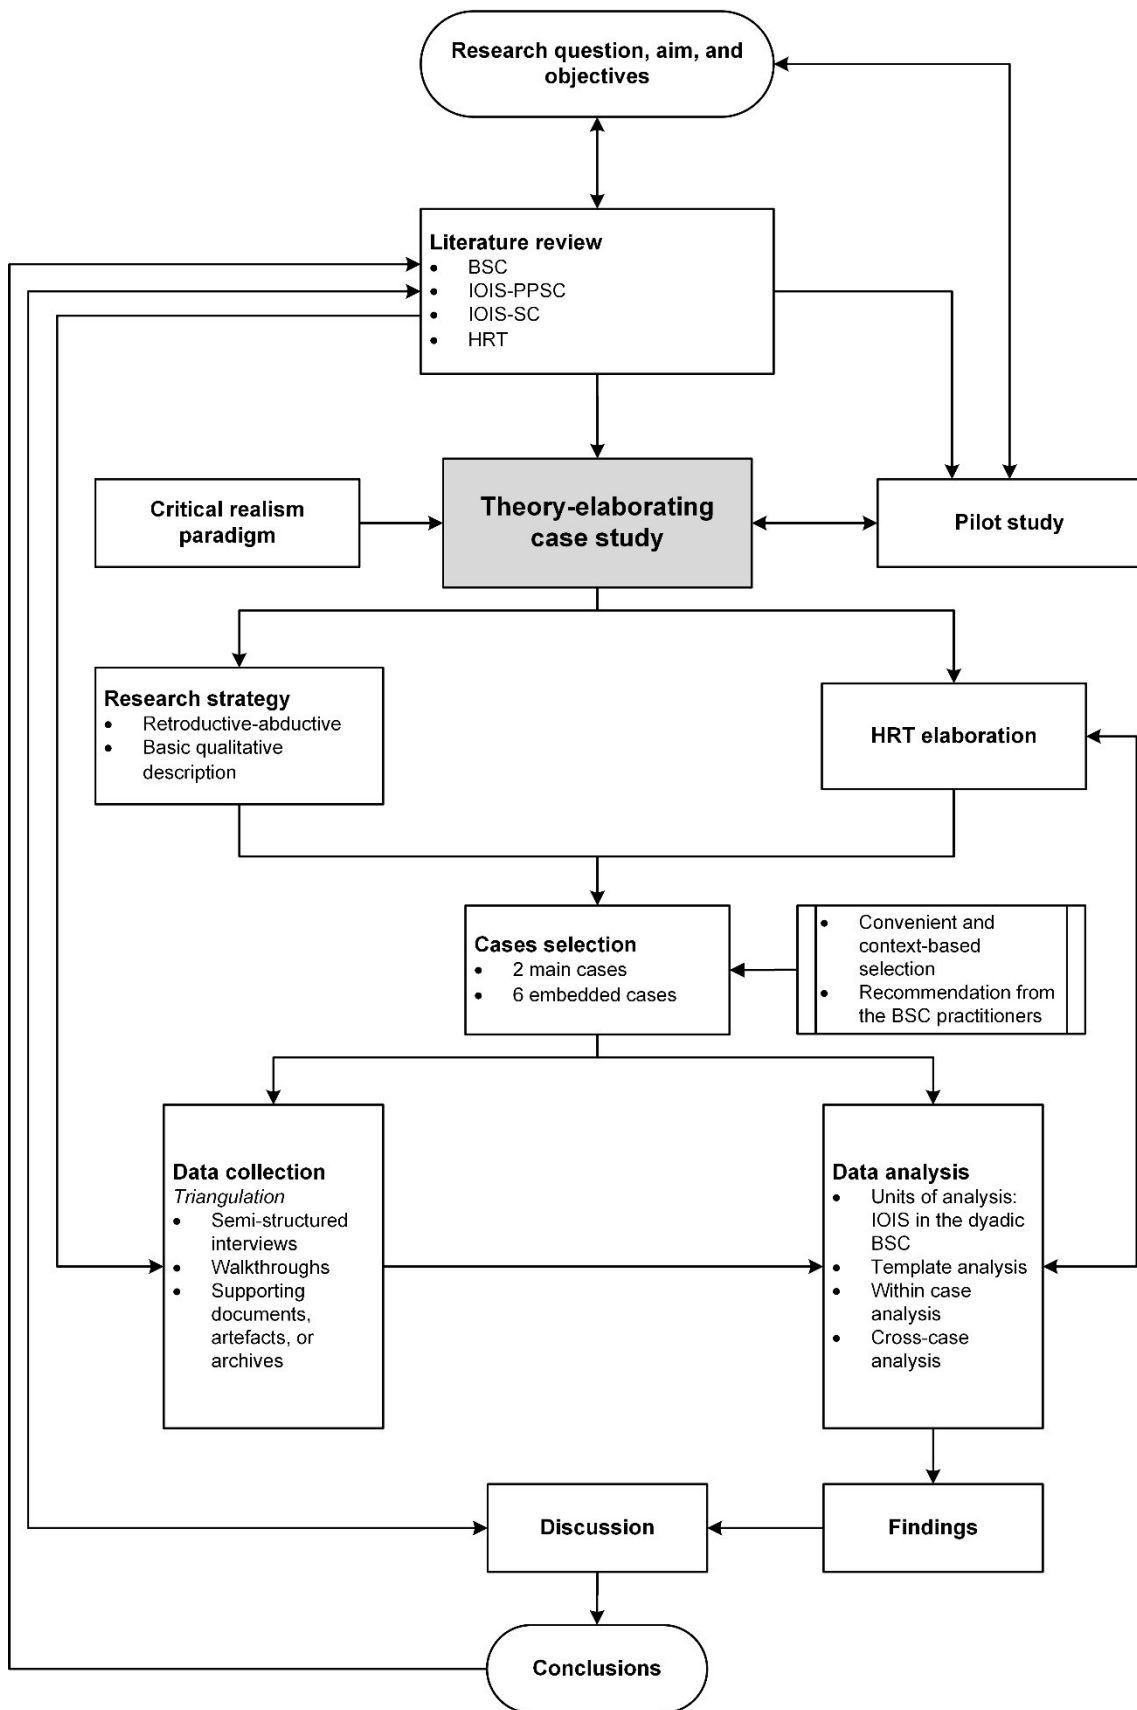 Research question, aim, and
objectives
Literature review
• BSC
• IOIS-PPSC
• IOIS-SC
• HRT
Critical realism
paradigm
Theory-elaborating
case study
Pilot study
Research strategy
• Retroductive-abductive
• Basic qualitative
description
HRT elaboration
Cases selection
• 2 main cases
• 6 embedded cases
• Convenient and
context-based
selection
• Recommendation from
the BSC practitioners
Data collection
Triangulation
• Semi-structured
interviews
• Walkthroughs
• Supporting
documents,
artefacts, or
archives
Data analysis
• Units of analysis:
IOIS in the dyadic
BSC
• Template analysis
• Within case
analysis
• Cross-case
analysis
Discussion
Findings
Conclusions